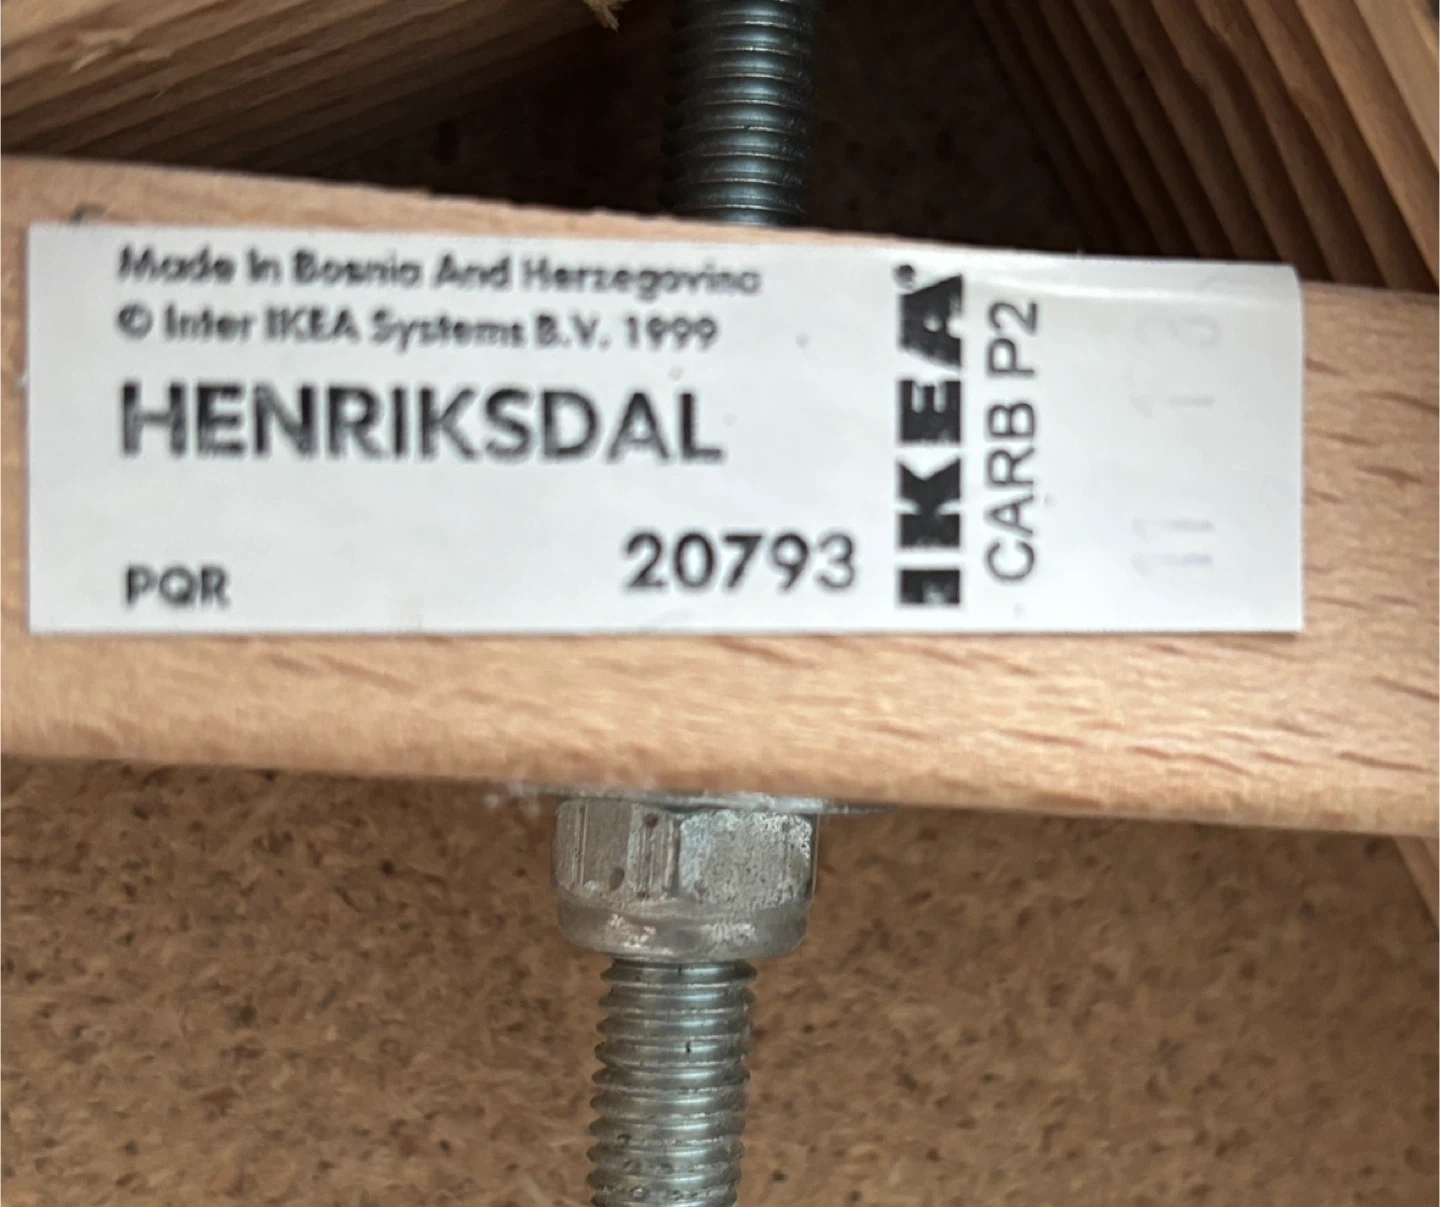 Made In Bosnia And Herzegovina
© Inter IKEA Systems B.V. 1999
HENRIKSDAL
PQR
20793
IKEA®
CARB P2